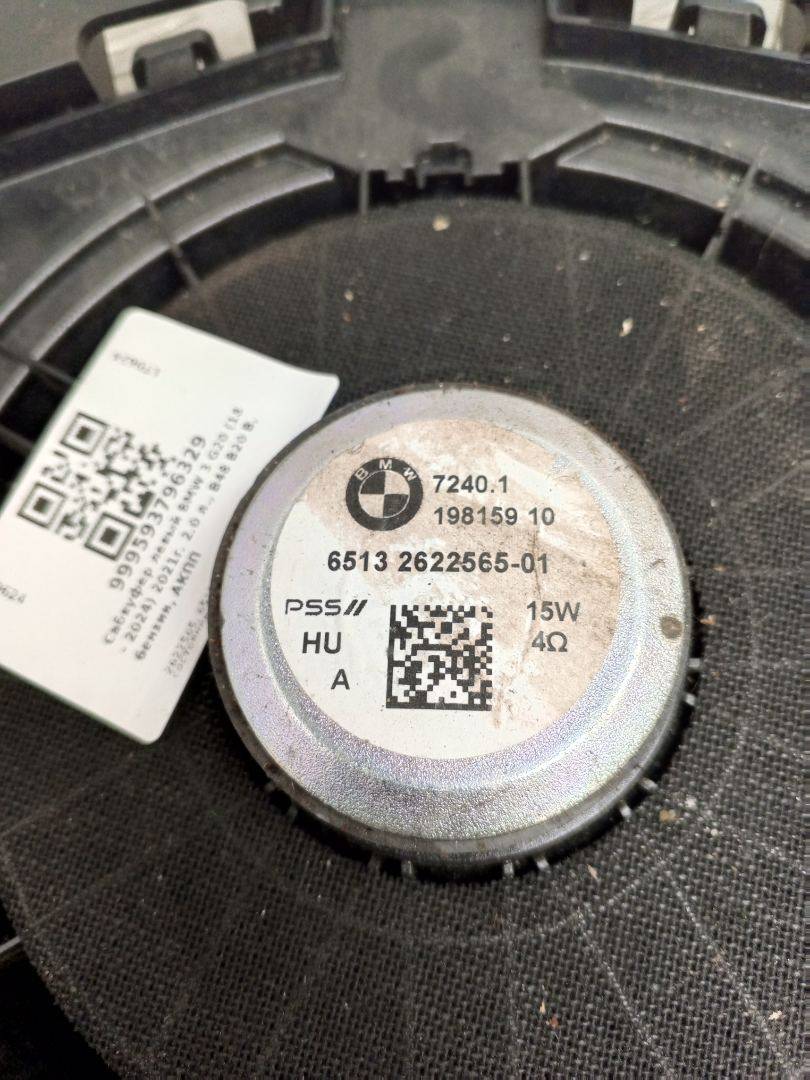 BMW
7240.1
198159 10
6513 2622565-01
PSS//
15W
HU
4Ω
A
999593796329
Сабвуфер левый BMW 3 G20 (18
- 2024) 2021г, 2.0 л., B48 B20 B,
бензин, АКПП